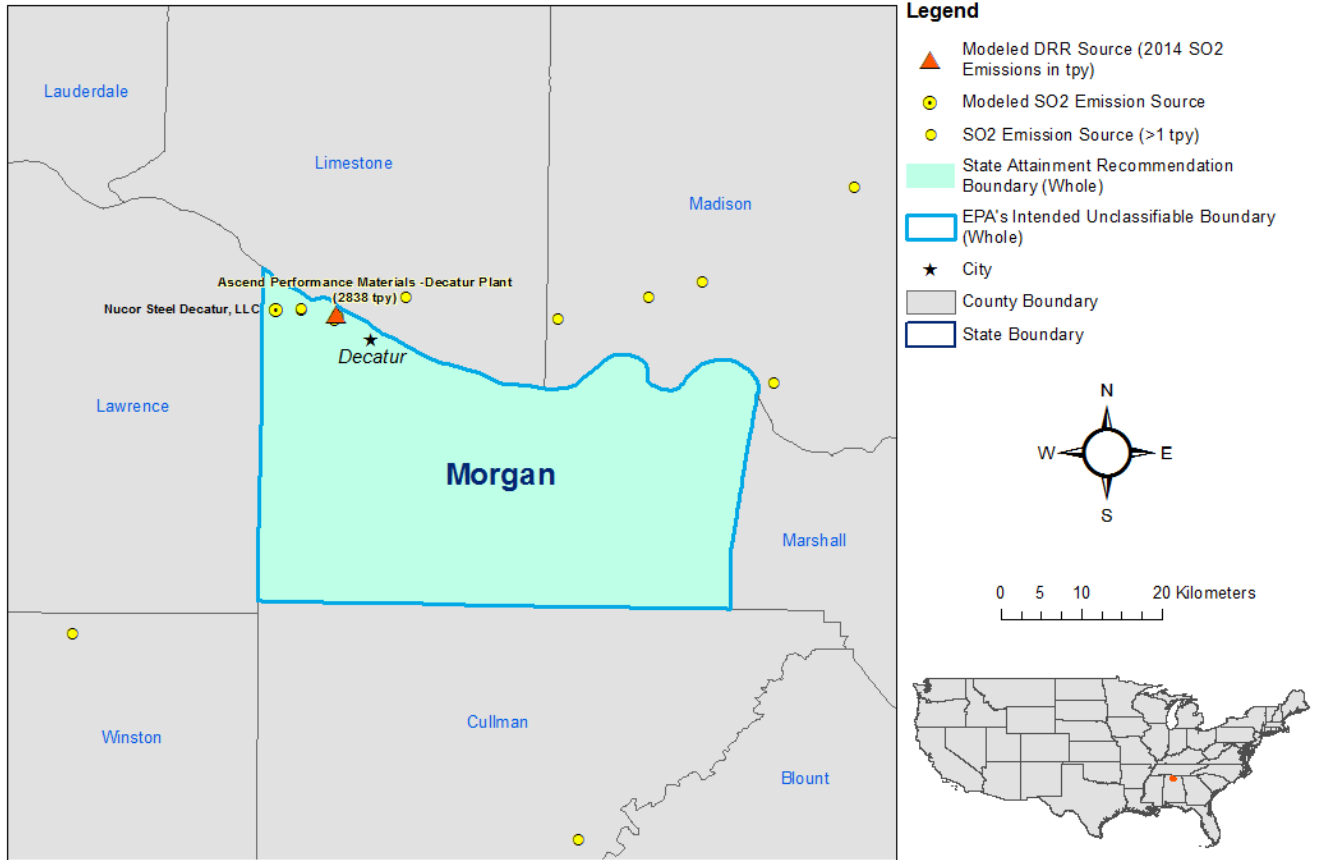 Lauderdale
Limestone
Madison
Ascend Performance Materials -Decatur Plant
(2838 tpy)
Nucor Steel Decatur, LLC
Decatur
Lawrence
Morgan
Marshall
Winston
Cullman
Blount
Legend
Modeled DRR Source (2014 SO2
Emissions in tpy)
Modeled SO2 Emission Source
SO2 Emission Source (>1 tpy)
State Attainment Recommendation
Boundary (Whole)
EPA's Intended Unclassifiable Boundary
(Whole)
City
County Boundary
State Boundary
N
W E
S
0 5 10 20 Kilometers